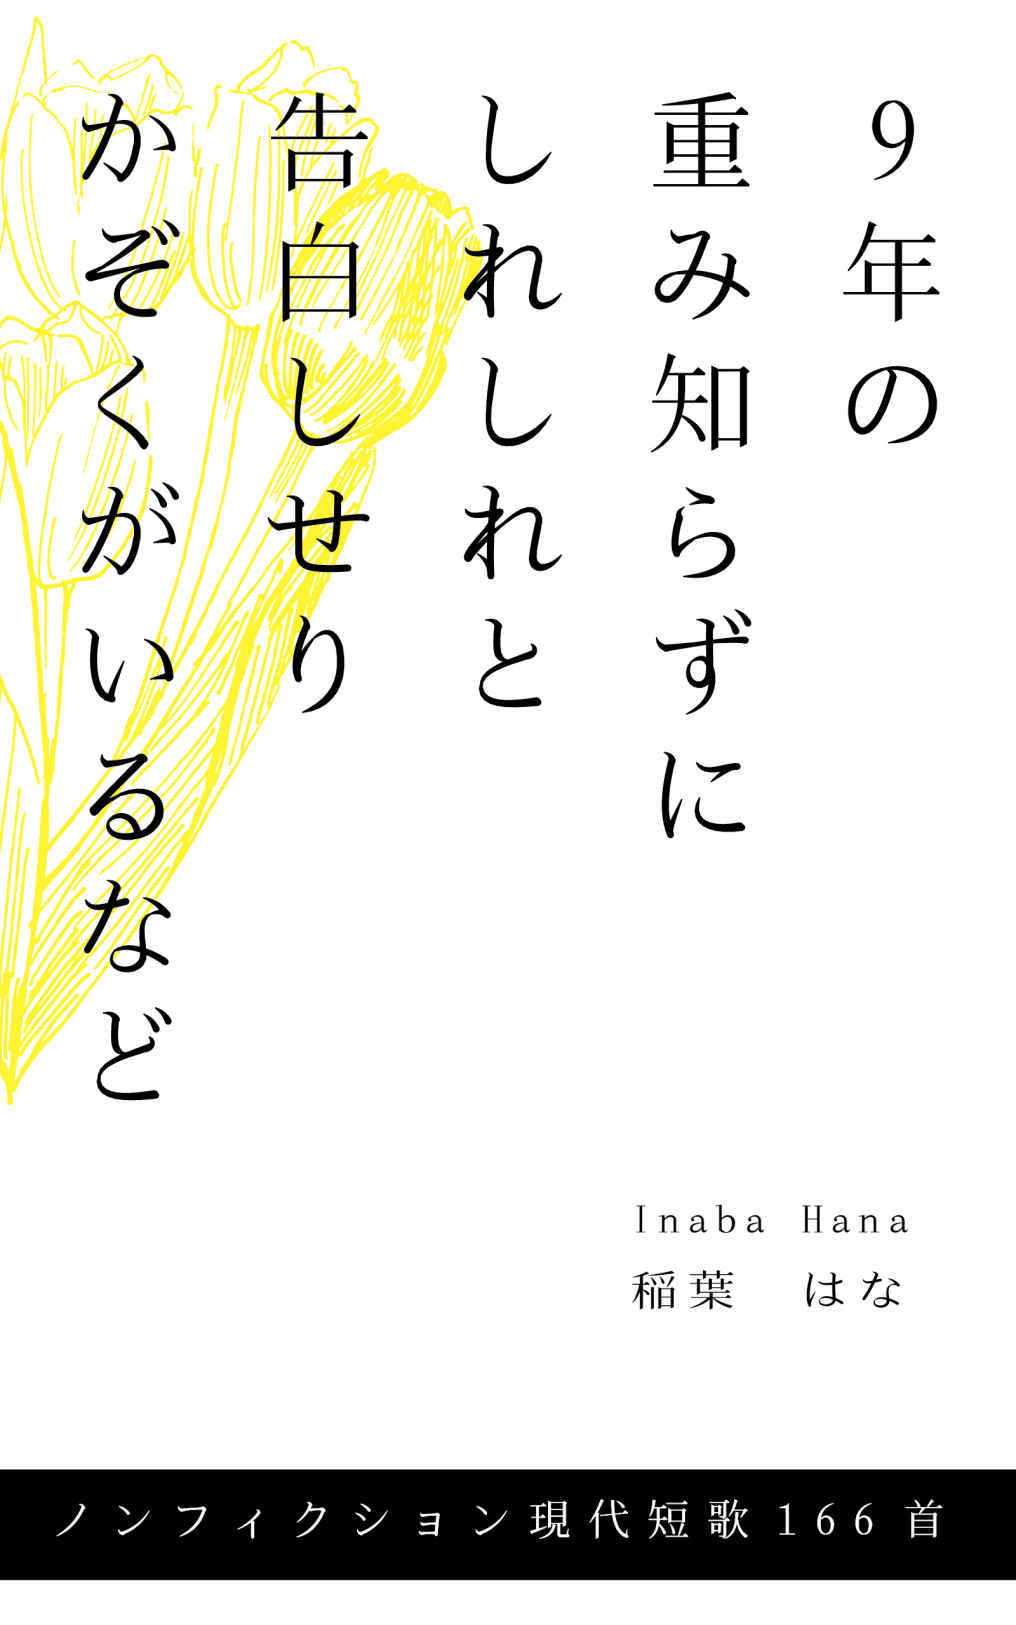 9年の
重み知らずに
しれしれと
告白しせり
かぞくがいるなど
Inaba Hana
稲葉 はな
ノンフィクション現代短歌166首